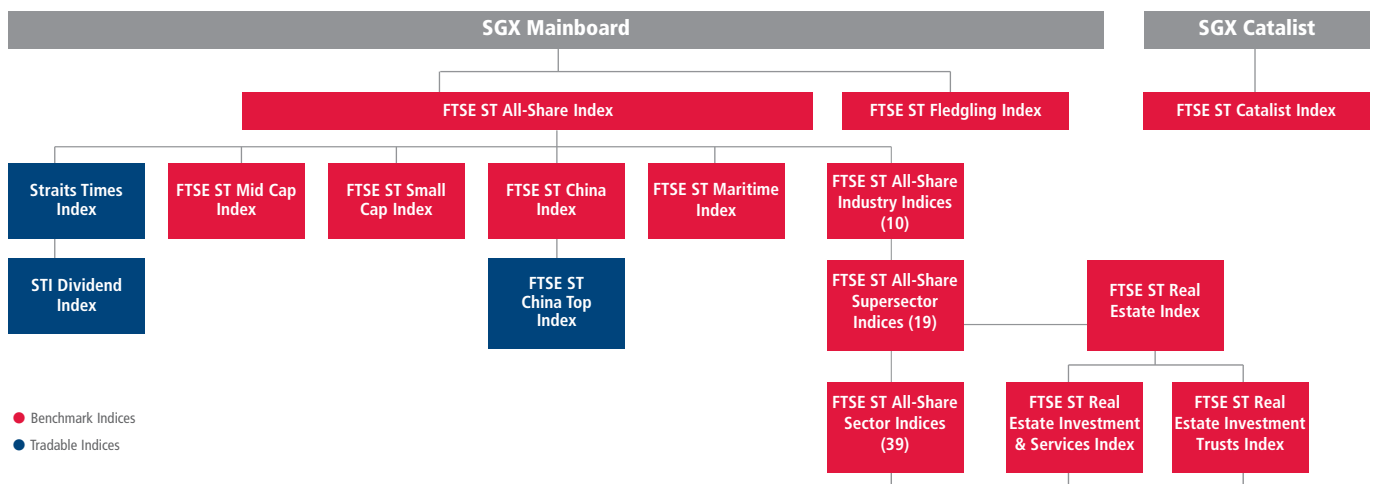 SGX Mainboard
SGX Catalist
FTSE ST All-Share Index
FTSE ST Fledgling Index
FTSE ST Catalist Index
Straits Times
Index
FTSE ST Mid Cap
Index
FTSE ST Small
Cap Index
FTSE ST China
Index
FTSE ST Maritime
Index
FTSE ST All-Share
Industry Indices
(10)
STI Dividend
Index
FTSE ST
China Top
Index
FTSE ST All-Share
Supersector
Indices (19)
FTSE ST Real
Estate Index
FTSE ST All-Share
Sector Indices
(39)
FTSE ST Real
Estate Investment
& Services Index
FTSE ST Real
Estate Investment
Trusts Index
Benchmark Indices
Tradable Indices